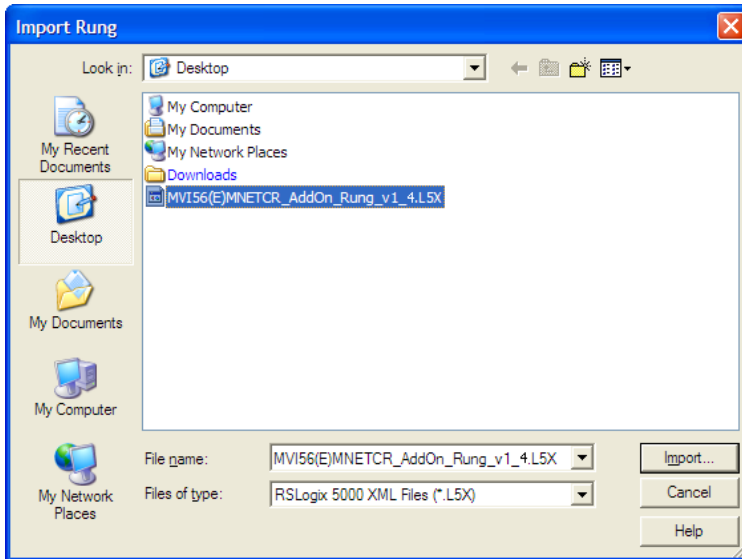 Import Rung
Look in:
Desktop
My Recent
Documents
Desktop
My Documents
My Computer
My Network
Places
My Computer
My Documents
My Network Places
Downloads
MVI56(E)MNETCR_AddOn_Rung_v1_4.L5X
File name:
MVI56(E)MNETCR_AddOn_Rung_v1_4.L5X
Import...
Files of type:
RSLogix 5000 XML Files (*.L5X)
Cancel
Help